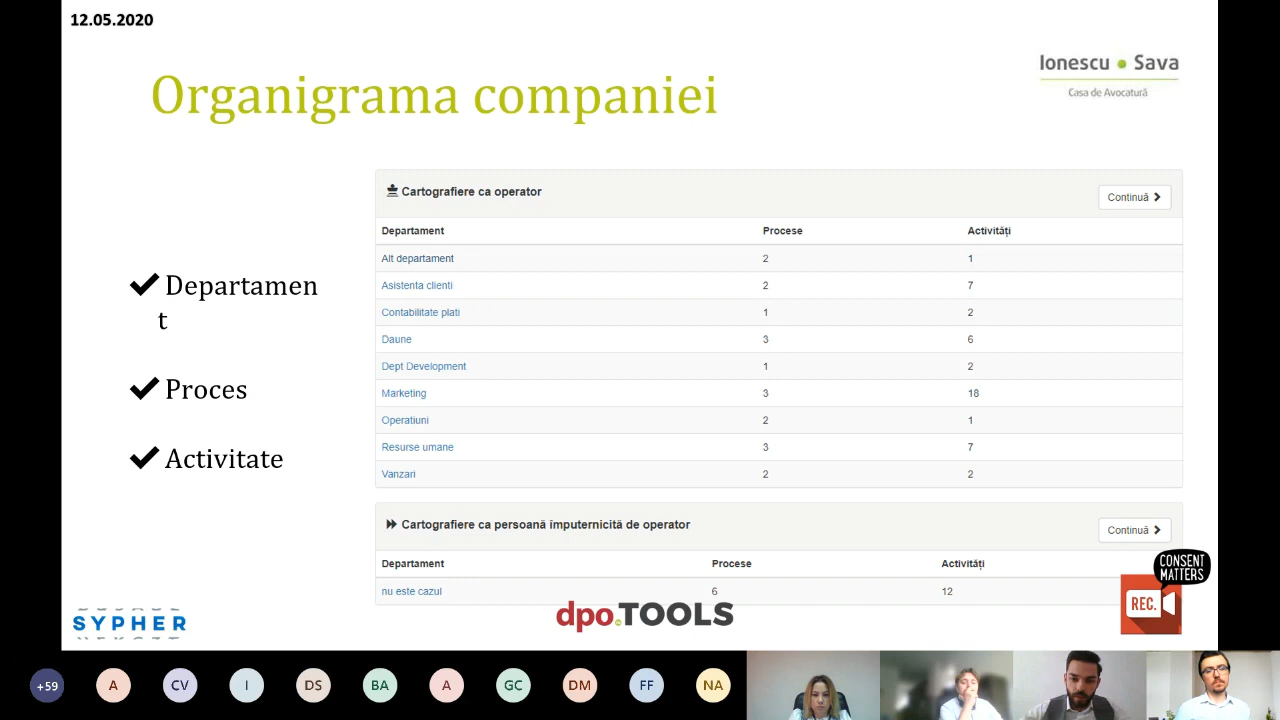 12.05.2020
Ionescu • Sava
Casa de Avocatură
Organigrama companiei
Departamen
t
Proces
Activitate
Cartografiere ca operator
Continuă
Departament Procese Activități
Alt departament 2 1
Asistenta clienti 2 7
Contabilitate plati 1 2
Daune 3 6
Dept Development 1 2
Marketing 3 18
Operatiuni 2 1
Resurse umane 3 7
Vanzari 2 2
Cartografiere ca persoană împuternicită de operator
Continuă
Departament Procese Activități
nu este cazul 6 12
CONSENT
MATTERS
REC.
SYPHER
dpo.TOOLS
+59 A CV I DS BA A GC DM FF NA